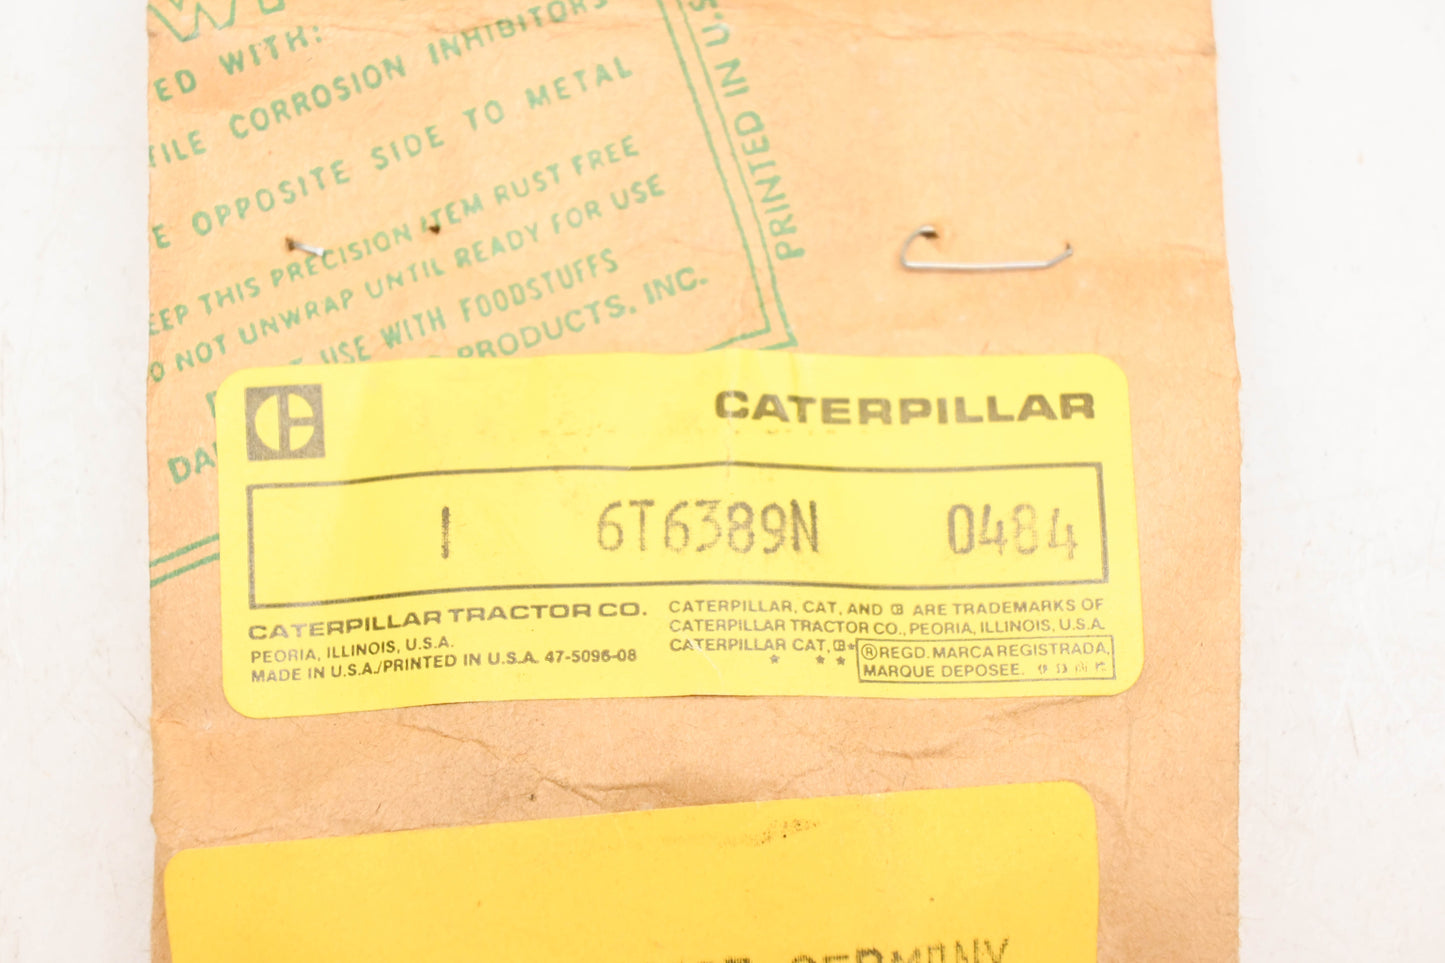 ED WITH:
TILE CORROSION INHIBITORS
E OPPOSITE SIDE TO METAL
EEP THIS PRECISION ITEM RUST FREE
O NOT UNWRAP UNTIL READY FOR USE
USE WITH FOODSTUFFS
PRODUCTS, INC.
DA
PRINTED IN U.S
CATERPILLAR
1 6T6389N 0484
CATERPILLAR TRACTOR CO.
PEORIA, ILLINOIS, U.S.A.
MADE IN U.S.A./PRINTED IN U.S.A. 47-5096-08
CATERPILLAR, CAT, AND C ARE TRADEMARKS OF
CATERPILLAR TRACTOR CO., PEORIA, ILLINOIS, U.S.A.
CATERPILLAR CAT, C*
* * *
®REGD. MARCA REGISTRADA,
MARQUE DEPOSEE.
GERMANY